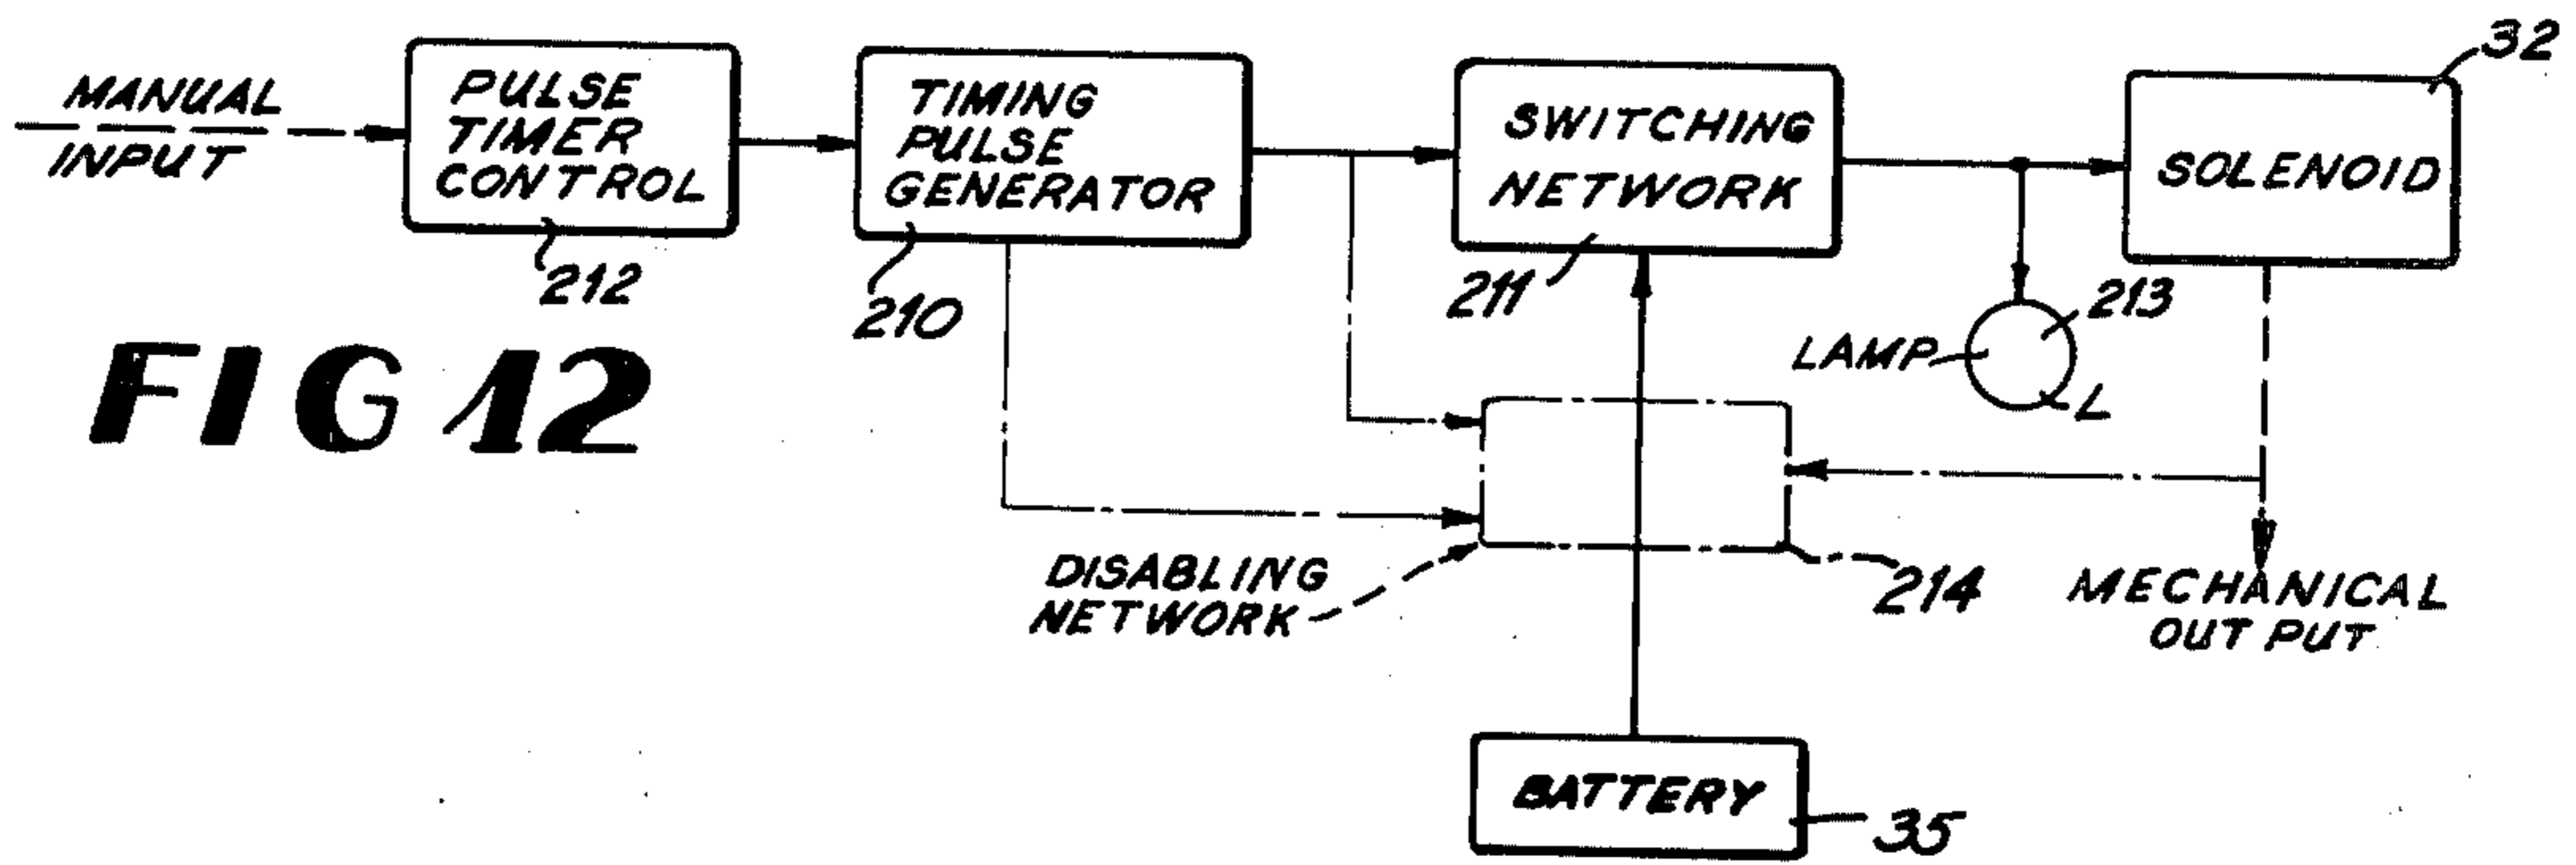 MANUAL
INPUT
PULSE
TIMER
CONTROL
212
TIMING
PULSE
GENERATOR
210
SWITCHING
NETWORK
211
SOLENOID
32
LAMP
213
L
DISABLING
NETWORK
214
MECHANICAL
OUT PUT
BATTERY
35
FIG 12